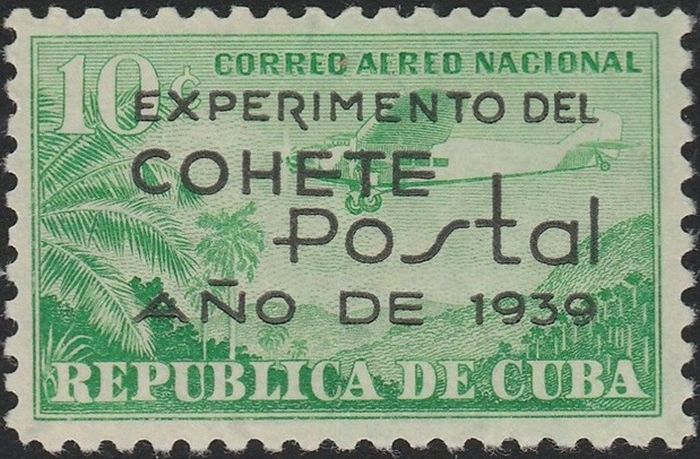 10¢ CORREO AEREO NACIONAL
EXPERIMENTO DEL
COHETE
Postal
AÑO DE 1939
REPUBLICA DE CUBA